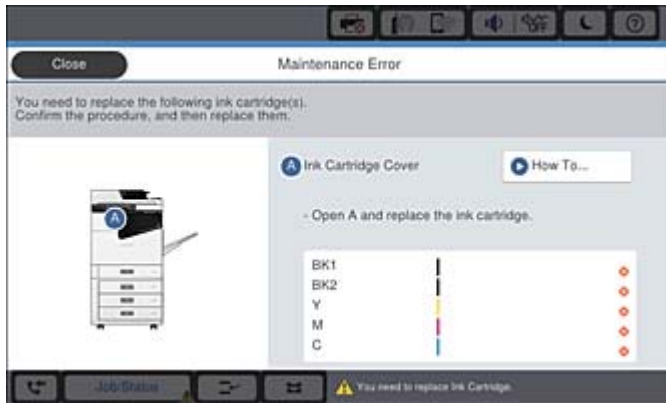 OFF
Close
Maintenance Error
You need to replace the following ink cartridge(s).
Confirm the procedure, and then replace them.
A Ink Cartridge Cover
How To...
A
- Open A and replace the ink cartridge.
BK1
BK2
Y
M
C
Job/Status
You need to replace Ink Cartridge.